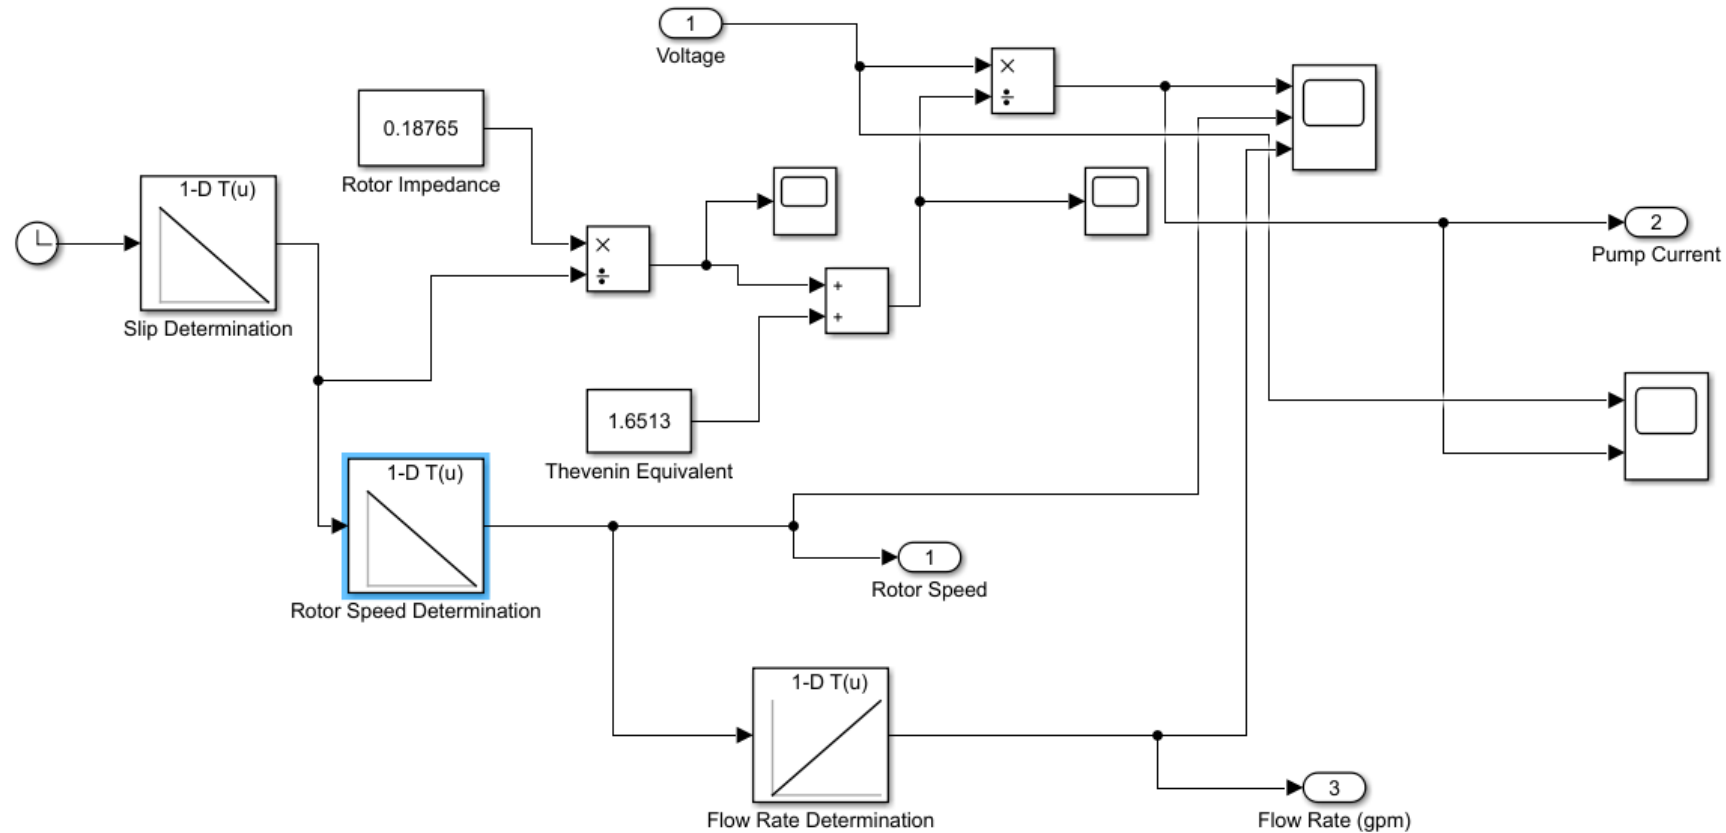 1
Voltage
×
÷
0.18765
Rotor Impedance
1-D T(u)
Slip Determination
×
÷
2
Pump Current
+
+
1.6513
Thevenin Equivalent
1-D T(u)
Rotor Speed Determination
1
Rotor Speed
1-D T(u)
Flow Rate Determination
3
Flow Rate (gpm)